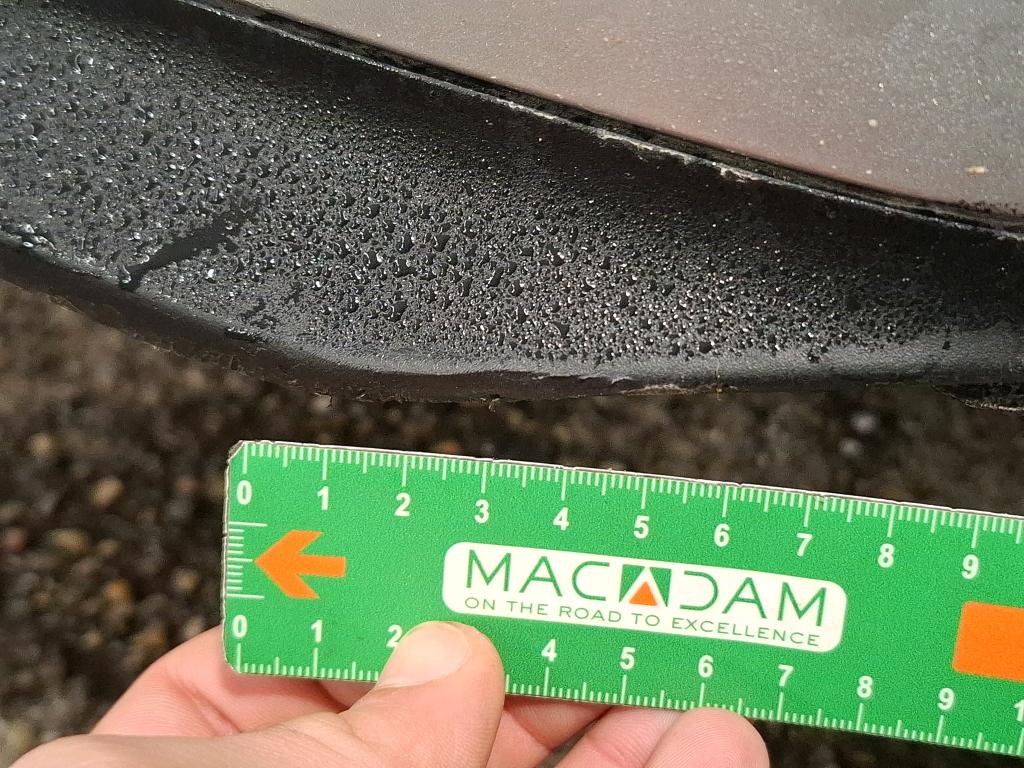 0 1 2 3 4 5 6 7 8 9
MACADAM
ON THE ROAD TO EXCELLENCE
0 1 2 4 5 6 7 8 9 1